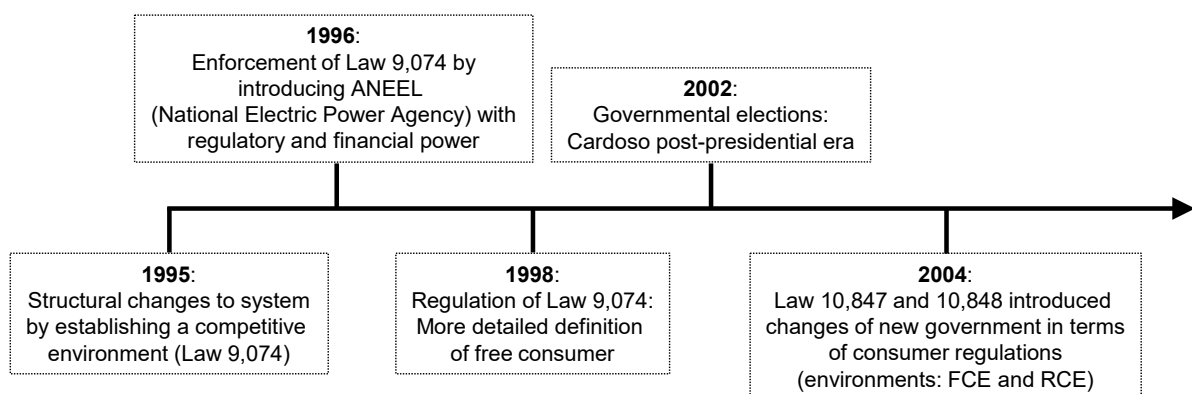 1996:
Enforcement of Law 9,074 by
introducing ANEEL
(National Electric Power Agency) with
regulatory and financial power
2002:
Governmental elections:
Cardoso post-presidential era
1995:
Structural changes to system
by establishing a competitive
environment (Law 9,074)
1998:
Regulation of Law 9,074:
More detailed definition
of free consumer
2004:
Law 10,847 and 10,848 introduced
changes of new government in terms
of consumer regulations
(environments: FCE and RCE)